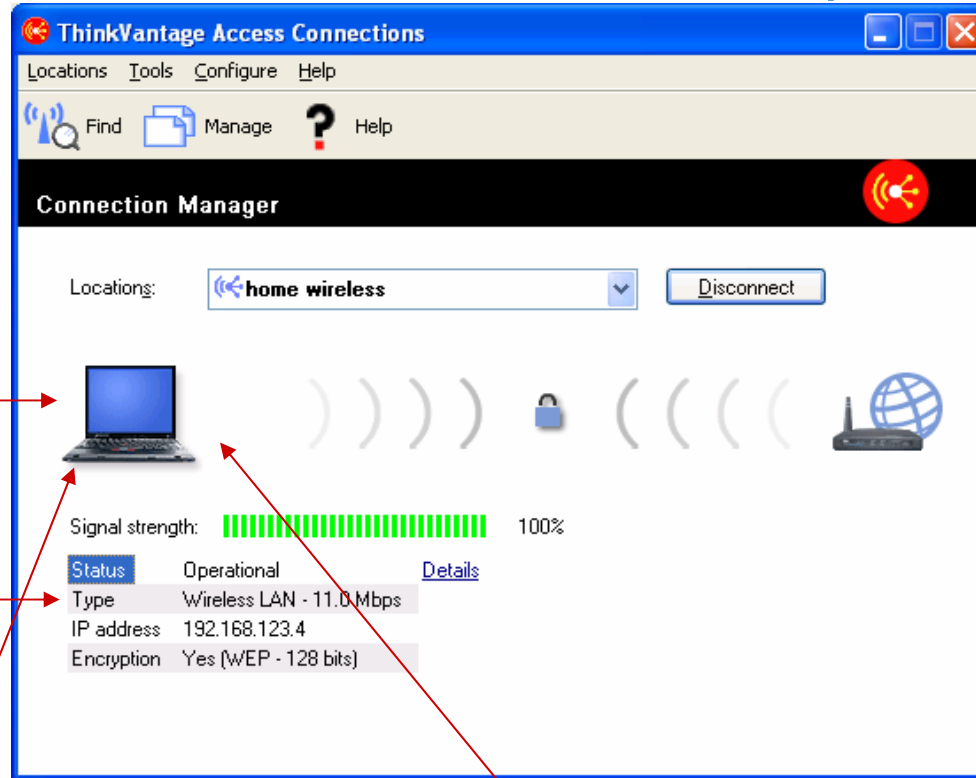 ThinkVantage Access Connections
Locations Tools Configure Help
Find Manage ? Help
Connection Manager
Locations: home wireless Disconnect
Signal strength: 100%
Status Operational Details
Type Wireless LAN - 11.0 Mbps
IP address 192.168.123.4
Encryption Yes (WEP - 128 bits)